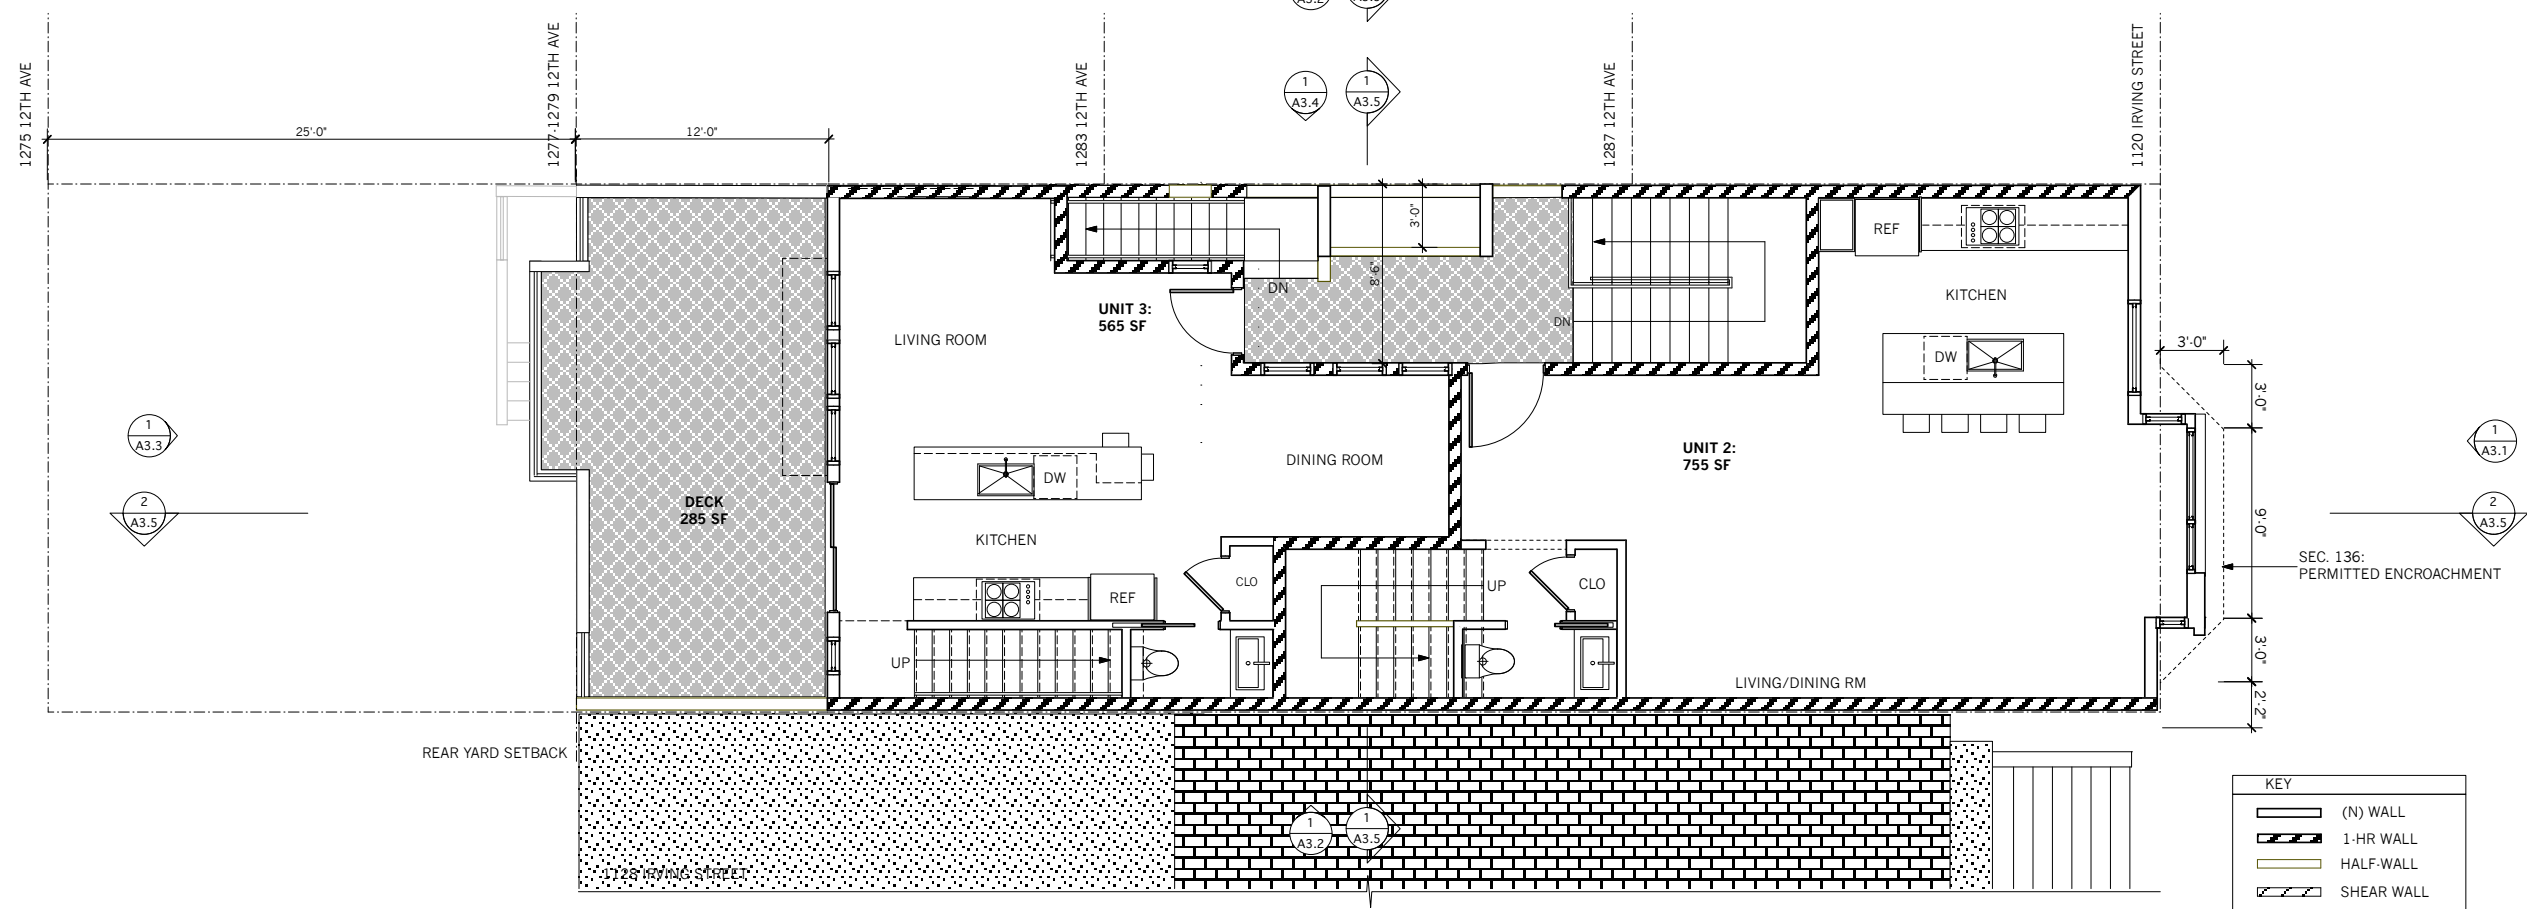 A3.2
1275 12TH AVE
1277-1279 12TH AVE
1283 12TH AVE
1287 12TH AVE
1120 IRVING STREET
1
A3.4
1
A3.5
25'-0"
12'-0"
3'-0"
8'-6"
REF
KITCHEN
DN
DN
UNIT 3:
565 SF
LIVING ROOM
DW
3'-0"
3'-0"
1
A3.3
1
A3.1
UNIT 2:
755 SF
DINING ROOM
DW
DECK
285 SF
2
A3.5
2
A3.5
9'-0"
KITCHEN
SEC. 136:
PERMITTED ENCROACHMENT
CLO
UP
CLO
REF
UP
3'-0"
LIVING/DINING RM
2'-2"
REAR YARD SETBACK
KEY
(N) WALL
1-HR WALL
HALF-WALL
SHEAR WALL
1
A3.2
1
A3.5
1128 IRVING STREET